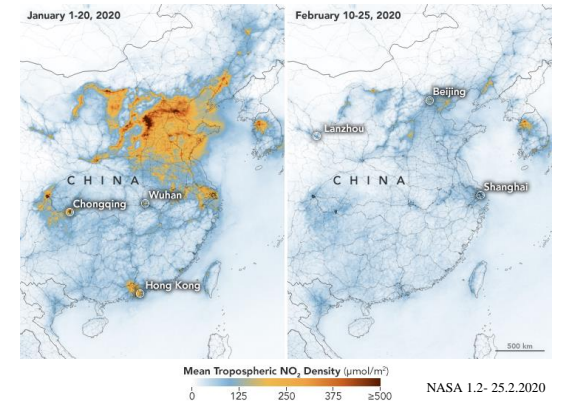 January 1-20, 2020
CHINA
Wuhan
Chongqing
Hong Kong
February 10-25, 2020
Beijing
Lanzhou
CHINA
Shanghai
500 km
Mean Tropospheric NO₂ Density (μmol/m²)
0 125 250 375 ≥500
NASA 1.2- 25.2.2020